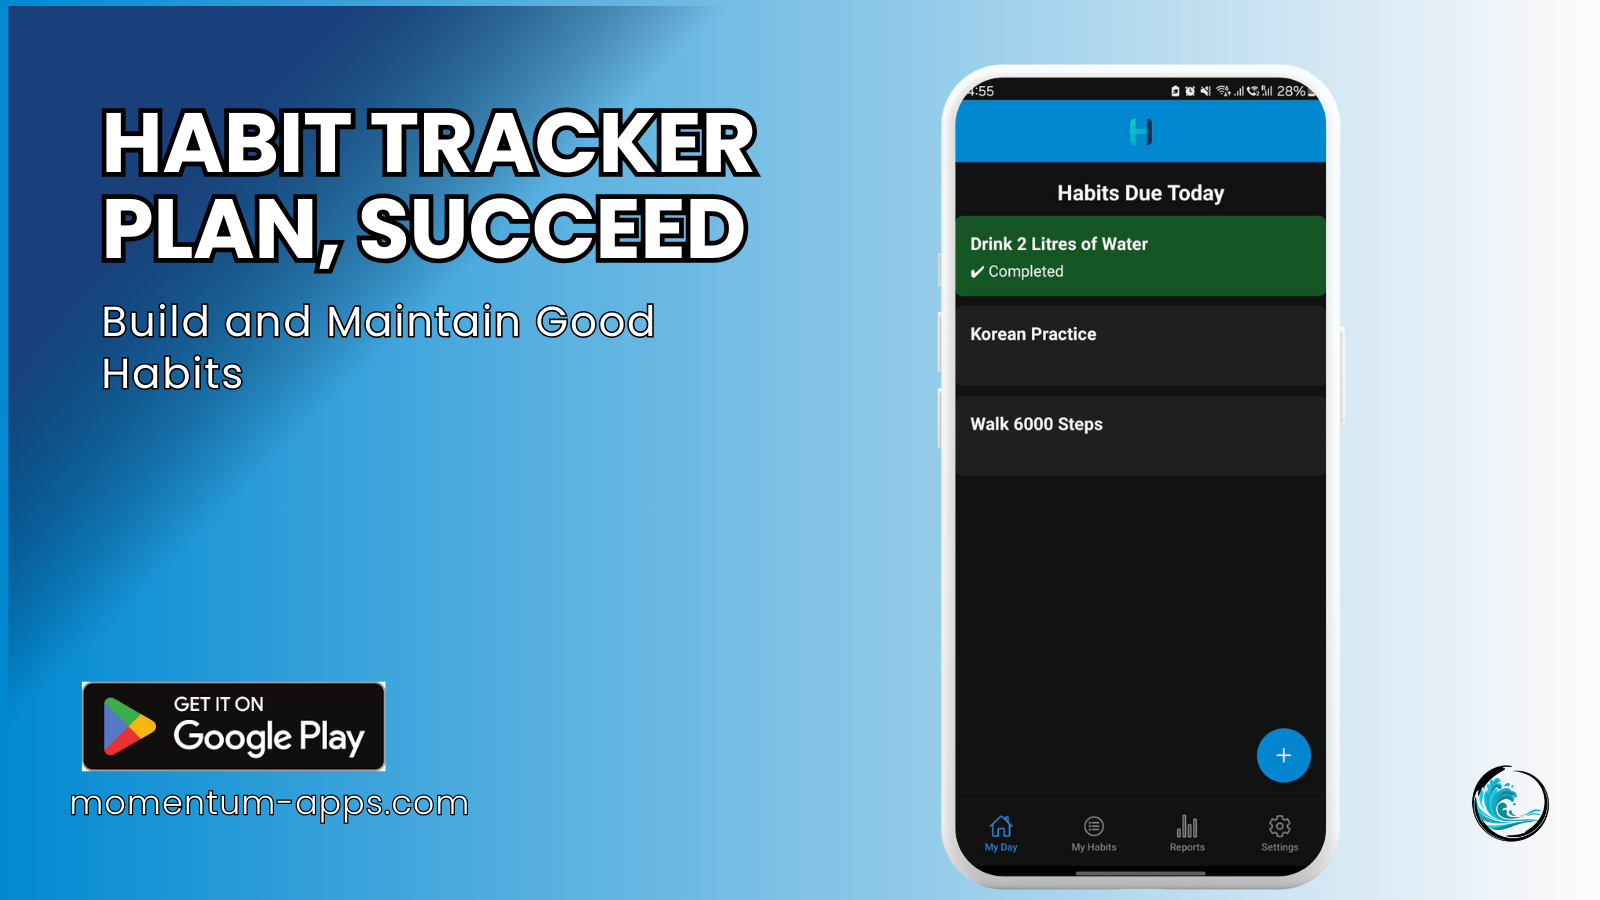 HABIT TRACKER
PLAN, SUCCEED
Build and Maintain Good
Habits
GET IT ON
Google Play
momentum-apps.com
4:55
28%
H
Habits Due Today
Drink 2 Litres of Water
✔ Completed
Korean Practice
Walk 6000 Steps
+
My Day
My Habits
Reports
Settings